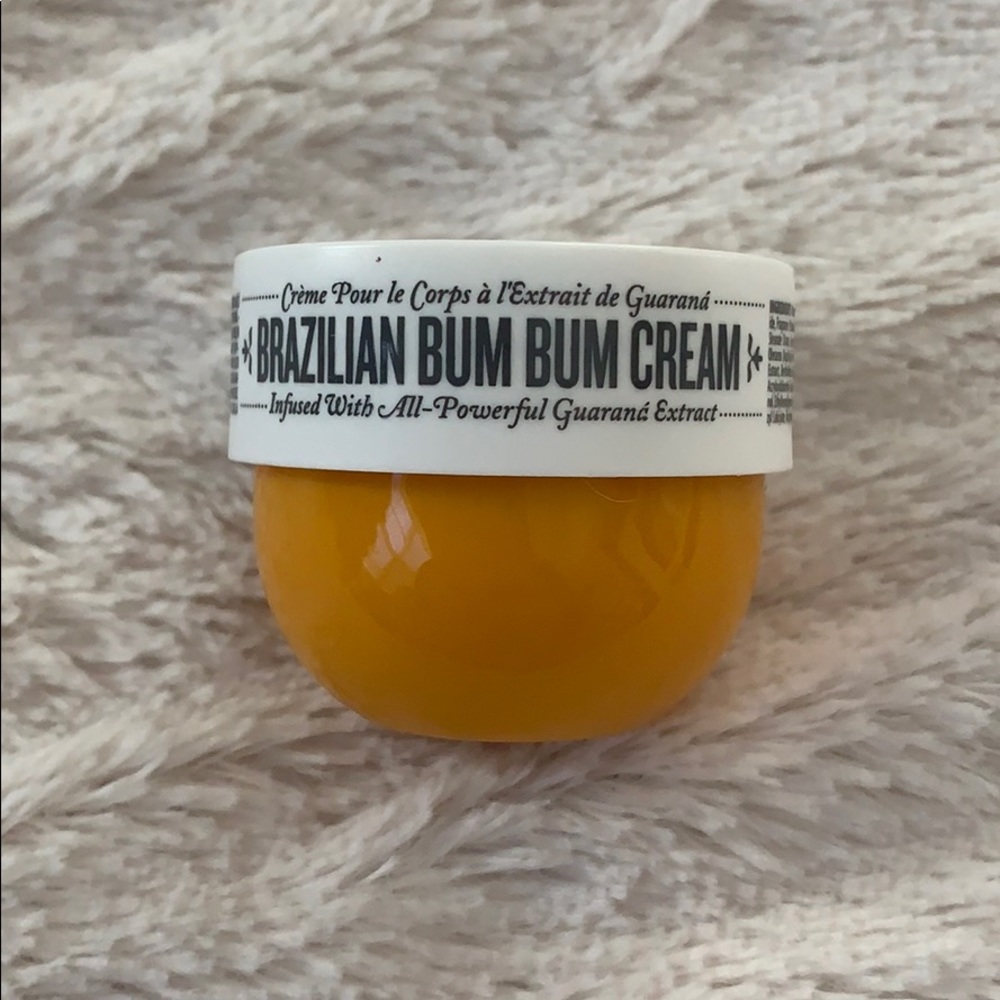 Crème Pour le Corps à l'Extrait de Guaraná
BRAZILIAN BUM BUM CREAM
Infused With All-Powerful Guaraná Extract